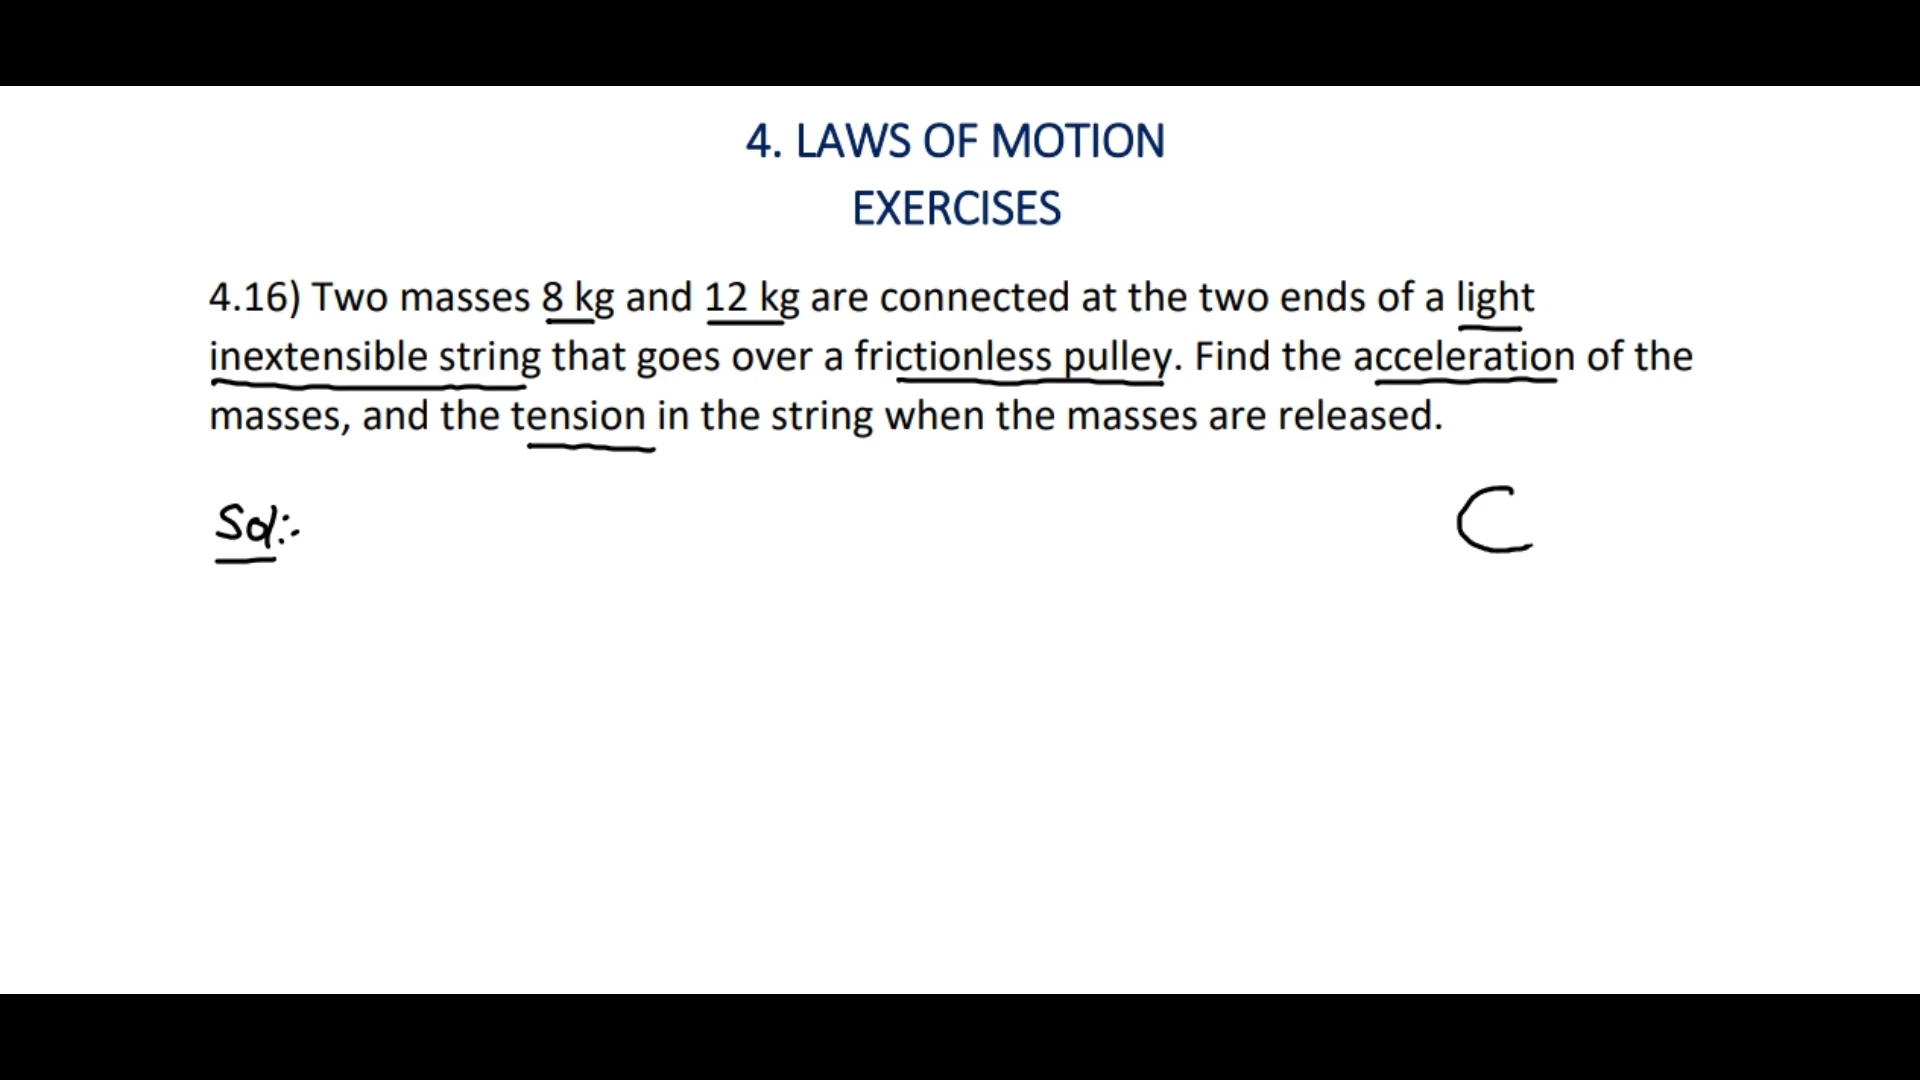 4. LAWS OF MOTION
EXERCISES
4.16) Two masses 8 kg and 12 kg are connected at the two ends of a light
inextensible string that goes over a frictionless pulley. Find the acceleration of the
masses, and the tension in the string when the masses are released.
Sol:-